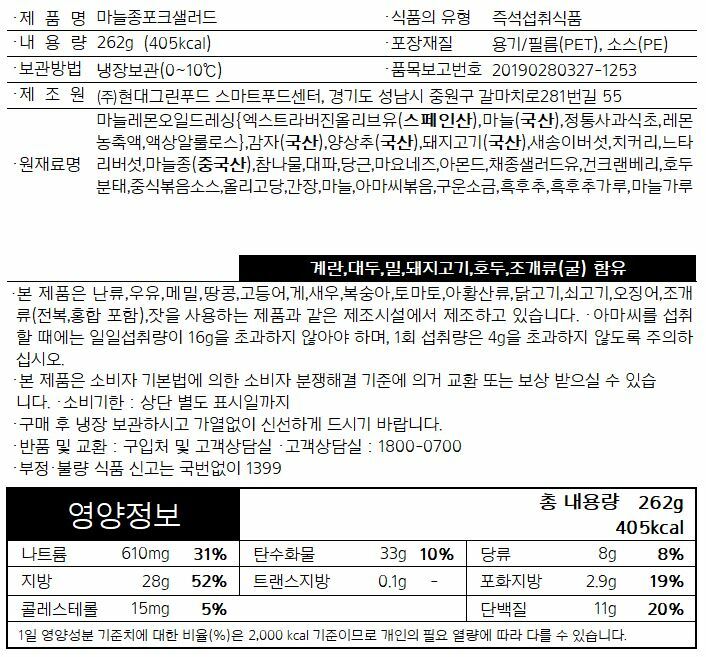 ·제 품 명 마늘종포크샐러드 ·식품의 유형 즉석섭취식품
·내 용 량 262g (405kcal) ·포장재질 용기/필름(PET), 소스(PE)
·보관방법 냉장보관(0~10℃) ·품목보고번호 20190280327-1253
·제 조 원 (주)현대그린푸드 스마트푸드센터, 경기도 성남시 중원구 갈마치로281번길 55
·원재료명 마늘레몬오일드레싱{엑스트라버진올리브유(스페인산),마늘(국산),정통사과식초,레몬
농축액,액상알룰로스},감자(국산),양상추(국산),돼지고기(국산),새송이버섯,치커리,느타
리버섯,마늘종(중국산),참나물,대파,당근,마요네즈,아몬드,채종샐러드유,건크랜베리,호두
분태,중식볶음소스,올리고당,간장,마늘,아마씨볶음,구운소금,흑후추,흑후추가루,마늘가루
계란,대두,밀,돼지고기,호두,조개류(굴) 함유
·본 제품은 난류,우유,메밀,땅콩,고등어,게,새우,복숭아,토마토,아황산류,닭고기,쇠고기,오징어,조개
류(전복,홍합 포함),잣을 사용하는 제품과 같은 제조시설에서 제조하고 있습니다. ·아마씨를 섭취
할 때에는 일일섭취량이 16g을 초과하지 않아야 하며, 1회 섭취량은 4g을 초과하지 않도록 주의하
십시오.
·본 제품은 소비자 기본법에 의한 소비자 분쟁해결 기준에 의거 교환 또는 보상 받으실 수 있습
니다. ·소비기한 : 상단 별도 표시일까지
·구매 후 냉장 보관하시고 가열없이 신선하게 드시기 바랍니다.
·반품 및 교환 : 구입처 및 고객상담실 ·고객상담실 : 1800-0700
·부정·불량 식품 신고는 국번없이 1399
영양정보 총 내용량 262g
405kcal
나트륨 610mg 31% 탄수화물 33g 10% 당류 8g 8%
지방 28g 52% 트랜스지방 0.1g - 포화지방 2.9g 19%
콜레스테롤 15mg 5% 단백질 11g 20%
1일 영양성분 기준치에 대한 비율(%)은 2,000 kcal 기준이므로 개인의 필요 열량에 따라 다를 수 있습니다.